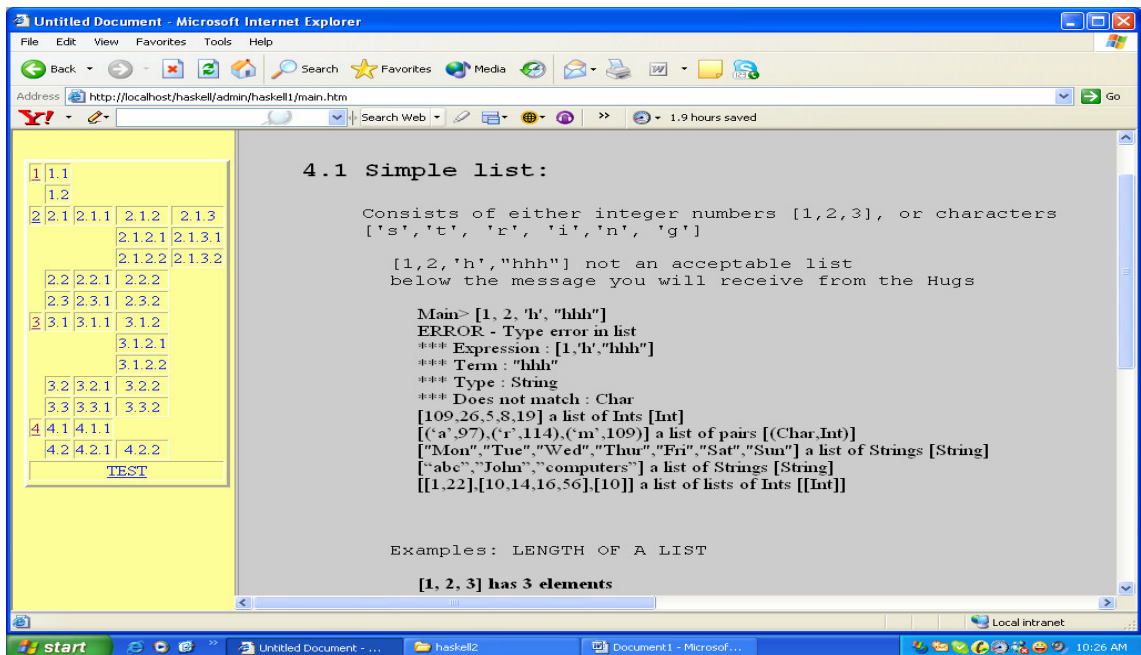 Untitled Document - Microsoft Internet Explorer
File Edit View Favorites Tools Help
Back Search Favorites Media
Address http://localhost/haskell/admin/haskell1/main.htm Go
Y! Search Web >> 1.9 hours saved
1 1.1
1.2
2 2.1 2.1.1 2.1.2 2.1.3
2.1.2.1 2.1.3.1
2.1.2.2 2.1.3.2
2.2 2.2.1 2.2.2
2.3 2.3.1 2.3.2
3 3.1 3.1.1 3.1.2
3.1.2.1
3.1.2.2
3.2 3.2.1 3.2.2
3.3 3.3.1 3.3.2
4 4.1 4.1.1
4.2 4.2.1 4.2.2
TEST
4.1 Simple list:
Consists of either integer numbers [1,2,3], or characters
['s','t', 'r', 'i','n', 'g']
[1,2,'h',"hhh"] not an acceptable list
below the message you will receive from the Hugs
Main> [1, 2, 'h', "hhh"]
ERROR - Type error in list
*** Expression : [1,'h',"hhh"]
*** Term : "hhh"
*** Type : String
*** Does not match : Char
[109,26,5,8,19] a list of Ints [Int]
[(‘a’,97),(‘r’,114),(‘m’,109)] a list of pairs [(Char,Int)]
["Mon","Tue","Wed","Thur","Fri","Sat","Sun"] a list of Strings [String]
[“abc”,”John”,”computers”] a list of Strings [String]
[[1,22],[10,14,16,56],[10]] a list of lists of Ints [[Int]]
Examples: LENGTH OF A LIST
[1, 2, 3] has 3 elements
Local intranet
start Untitled Document - ... haskell2 Document1 - Microsof... 10:26 AM